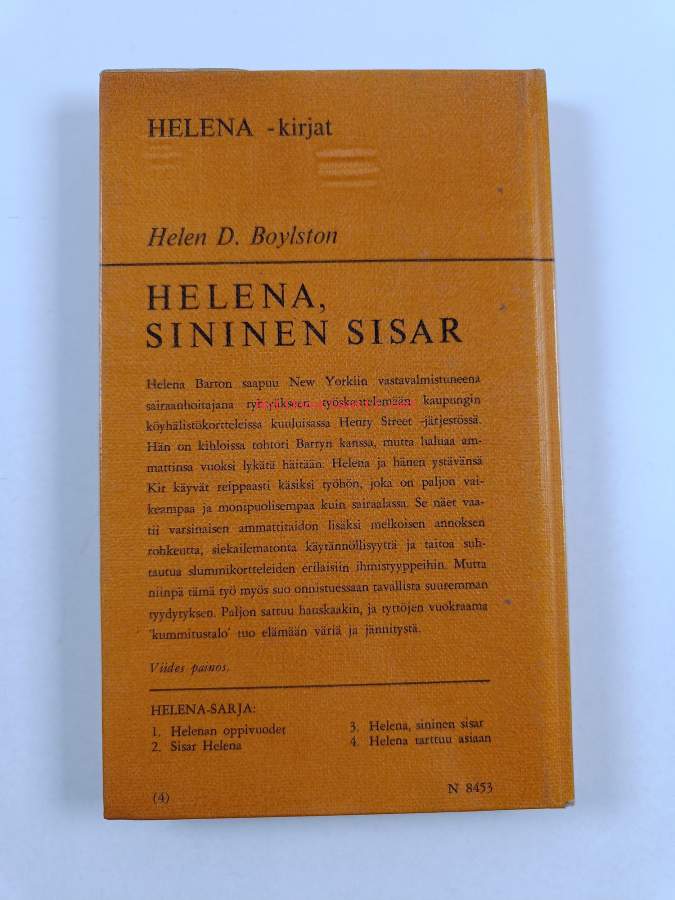 HELENA -kirjat
Helen D. Boylston
HELENA,
SININEN SISAR
Helena Barton saapuu New Yorkiin vastavalmistuneena
sairaanhoitajana ryhtyäkseen työskentelemään kaupungin
köyhälistökortteleissa kuuluisassa Henry Street -järjestössä.
Hän on kihloissa tohtori Barryn kanssa, mutta haluaa am-
mattinsa vuoksi lykätä häitään. Helena ja hänen ystävänsä
Kit käyvät reippaasti käsiksi työhön, joka on paljon vai-
keampaa ja monipuolisempaa kuin sairaalassa. Se näet vaa-
tii varsinaisen ammattitaidon lisäksi melkoisen annoksen
rohkeutta, siekailematonta käytännöllisyyttä ja taitoa suh-
tautua slummikortteleiden erilaisiin ihmistyyppeihin. Mutta
niinpä tämä työ myös suo onnistuessaan tavallista suuremman
tyydytyksen. Paljon sattuu hauskaakin, ja tyttöjen vuokraama
'kummitustalo' tuo elämään väriä ja jännitystä.
Viides painos.
HELENA-SARJA:
1. Helenan oppivuodet
2. Sisar Helena
3. Helena, sininen sisar
4. Helena tarttuu asiaan
(4)
N 8453